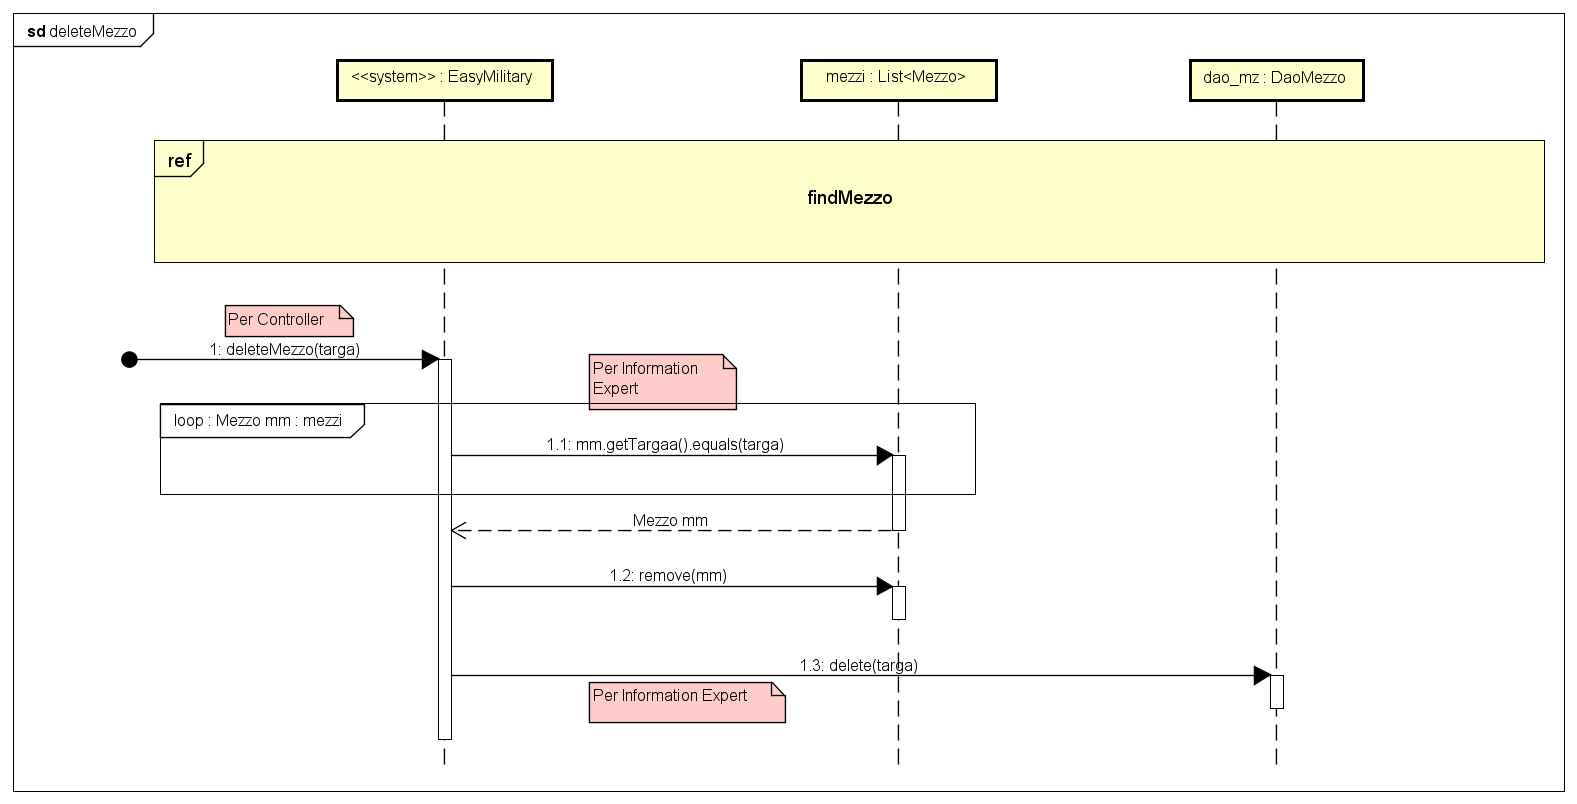 sd deleteMezzo
<<system>> : EasyMilitary
mezzi : List<Mezzo>
dao_mz : DaoMezzo
ref
findMezzo
Per Controller
1: deleteMezzo(targa)
Per Information
Expert
loop : Mezzo mm : mezzi
1.1: mm.getTargaa().equals(targa)
Mezzo mm
1.2: remove(mm)
1.3: delete(targa)
Per Information Expert